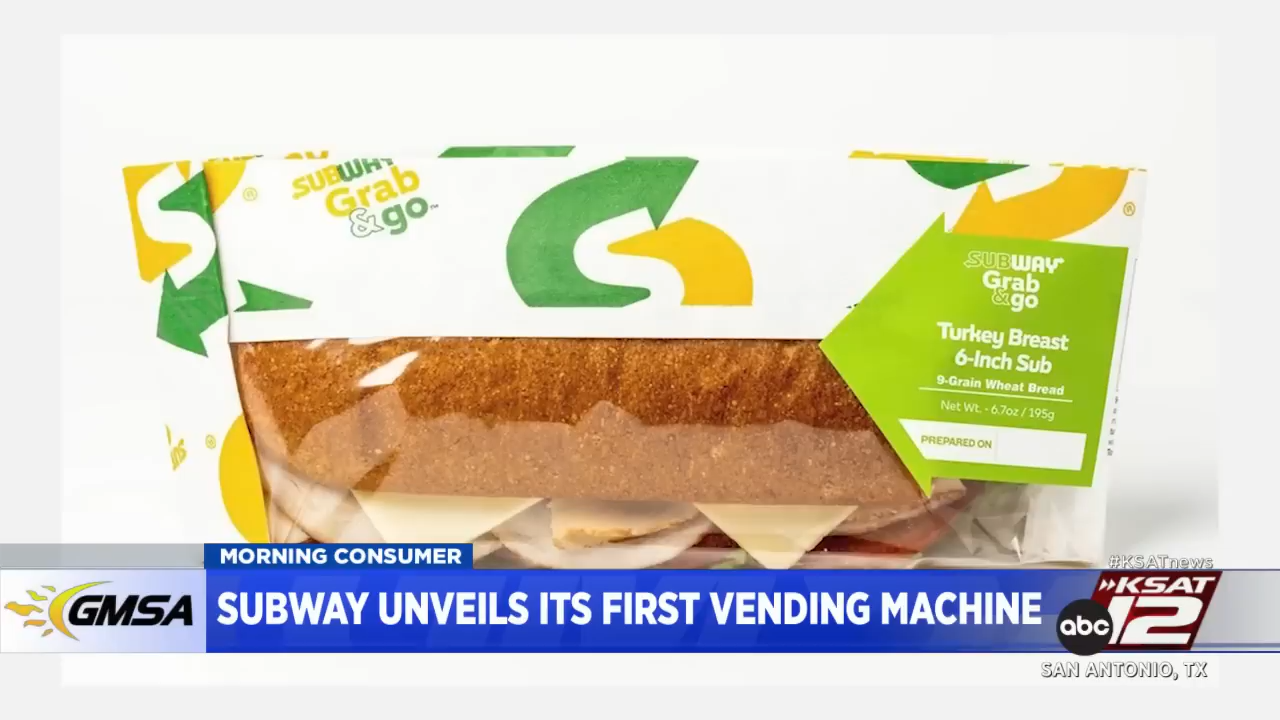 SUBWAY
Grab
&go™
®
®
SUBWAY
Grab
&go
Turkey Breast
6-Inch Sub
9-Grain Wheat Bread
Net Wt. - 6.7oz / 195g
PREPARED ON
®
MORNING CONSUMER
#KSATnews
GMSA
SUBWAY UNVEILS ITS FIRST VENDING MACHINE
KSAT
abc 12
SAN ANTONIO, TX